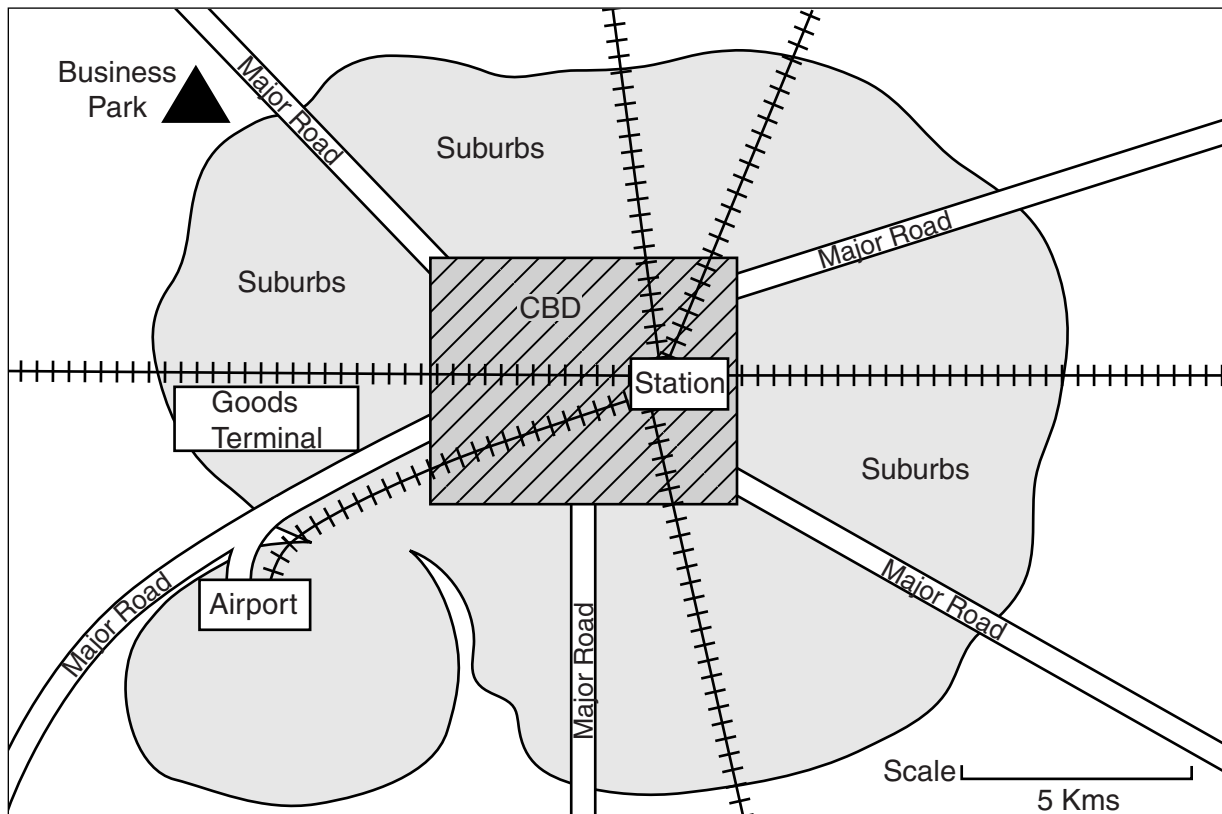 Business
Park
Major Road
Suburbs
Major Road
Suburbs
CBD
Station
Goods
Terminal
Suburbs
Airport
Major Road
Major Road
Major Road
Scale
5 Kms